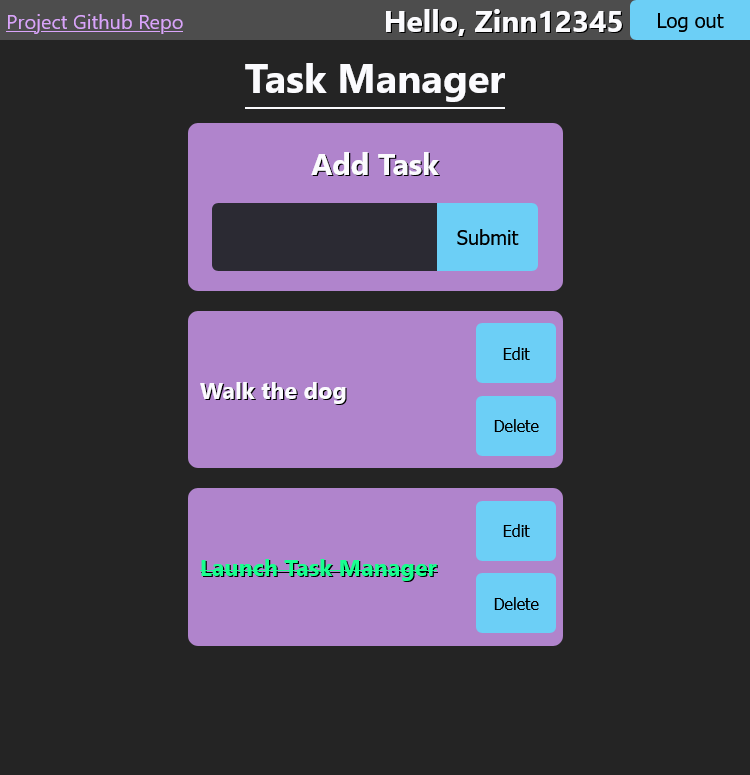 Project Github Repo
Hello, Zinn12345
Log out
Task Manager
Add Task
Submit
Walk the dog
Edit
Delete
Launch Task Manager
Edit
Delete